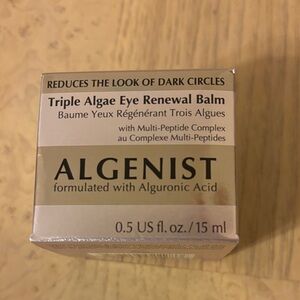 REDUCES THE LOOK OF DARK CIRCLES
Triple Algae Eye Renewal Balm
Baume Yeux Régénérant Trois Algues
with Multi-Peptide Complex
au Complexe Multi-Peptides
ALGENIST
formulated with Alguronic Acid
0.5 US fl. oz./15 ml